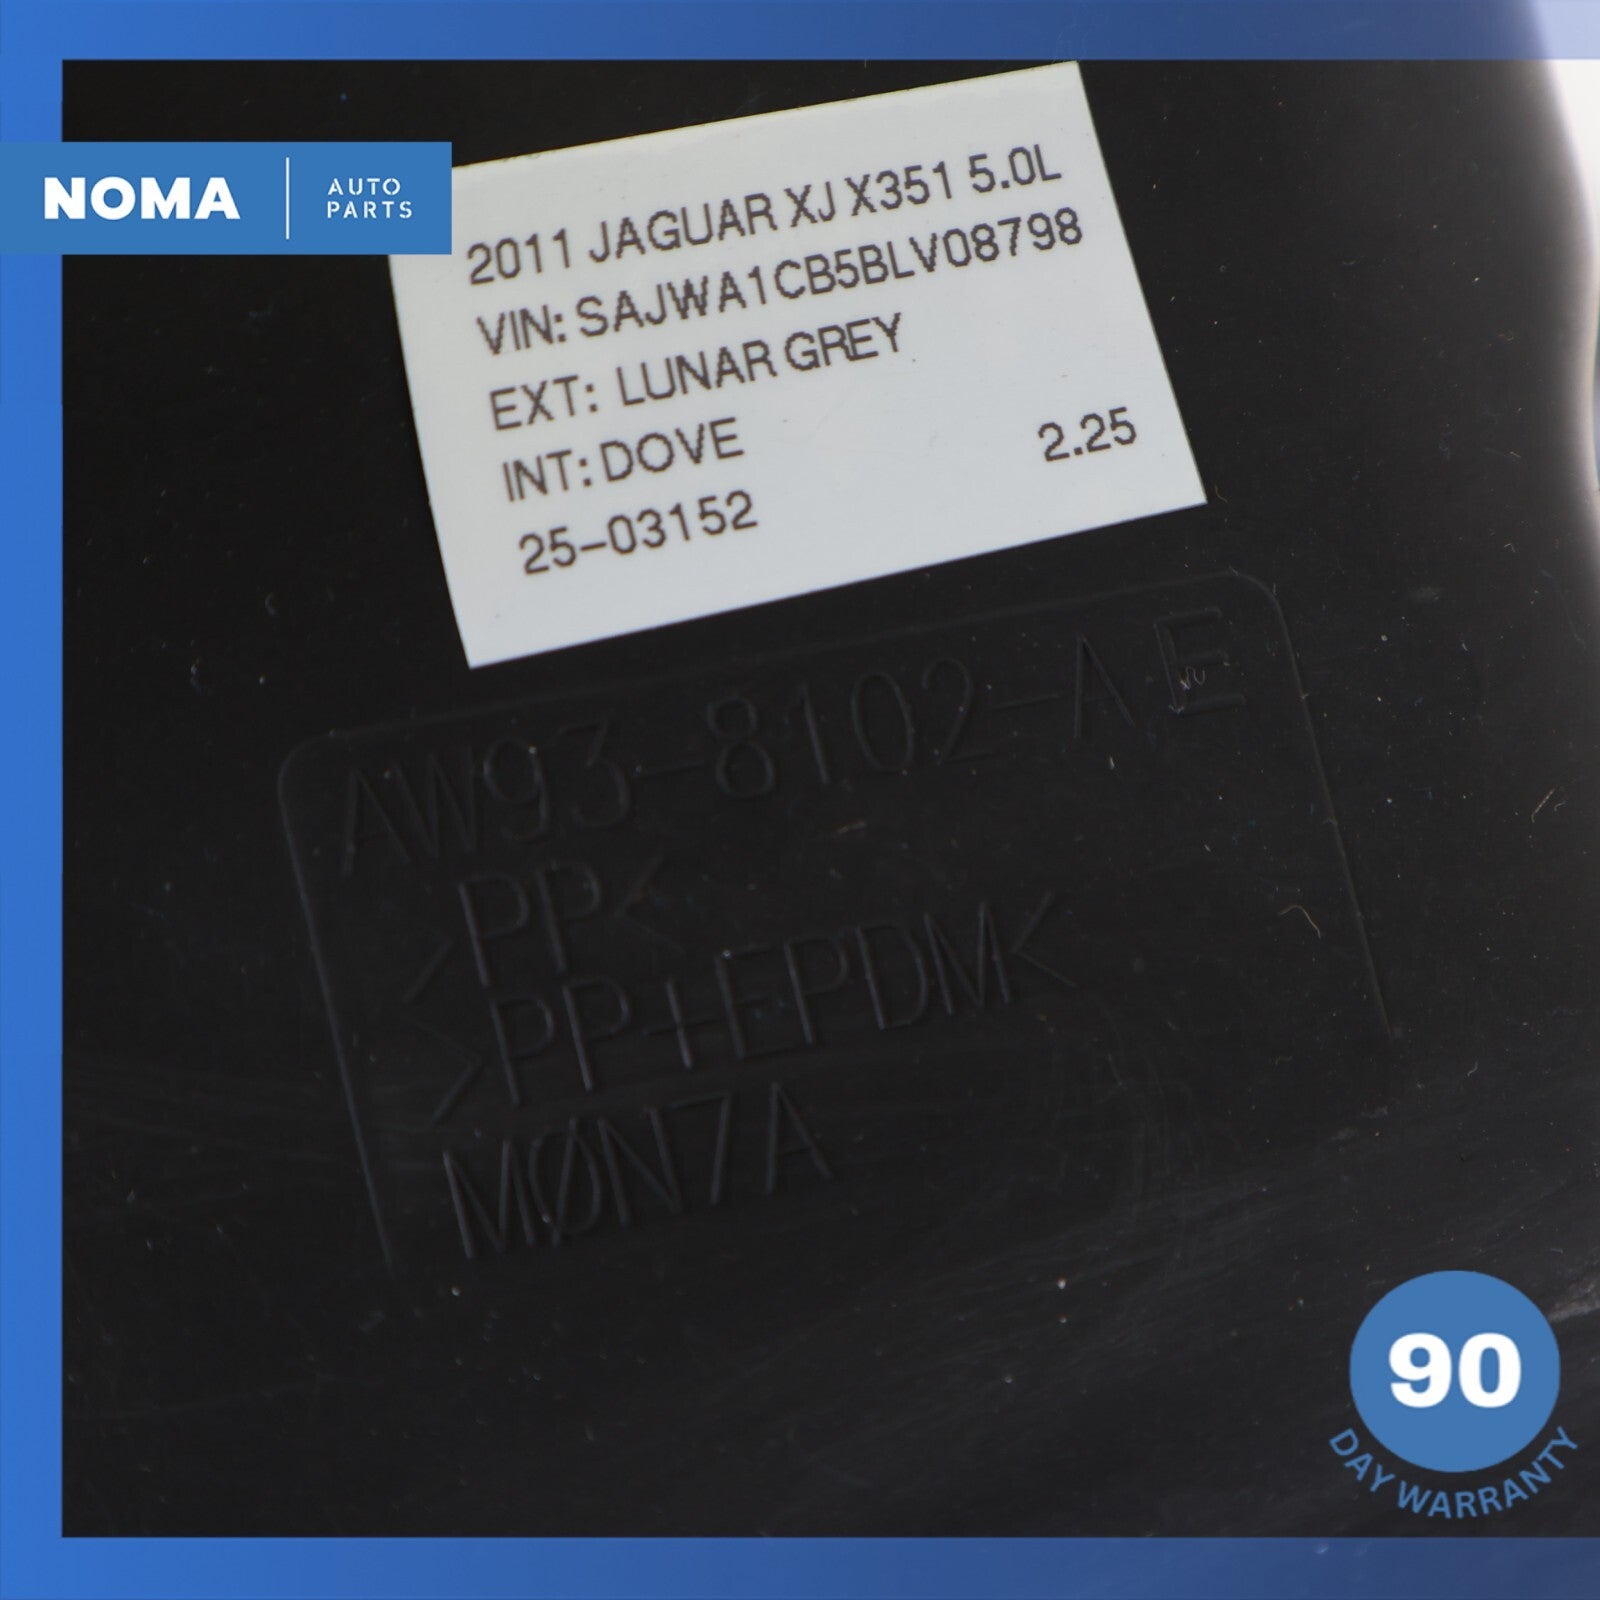 NOMA
AUTO
PARTS
2011 JAGUAR XJ X351 5.0L
VIN: SAJWA1CB5BLV08798
EXT: LUNAR GREY
INT: DOVE 2.25
25-03152
AW93-8102-AE
>PP<
>PP+EPDM<
MØN7A
90
DAY WARRANTY